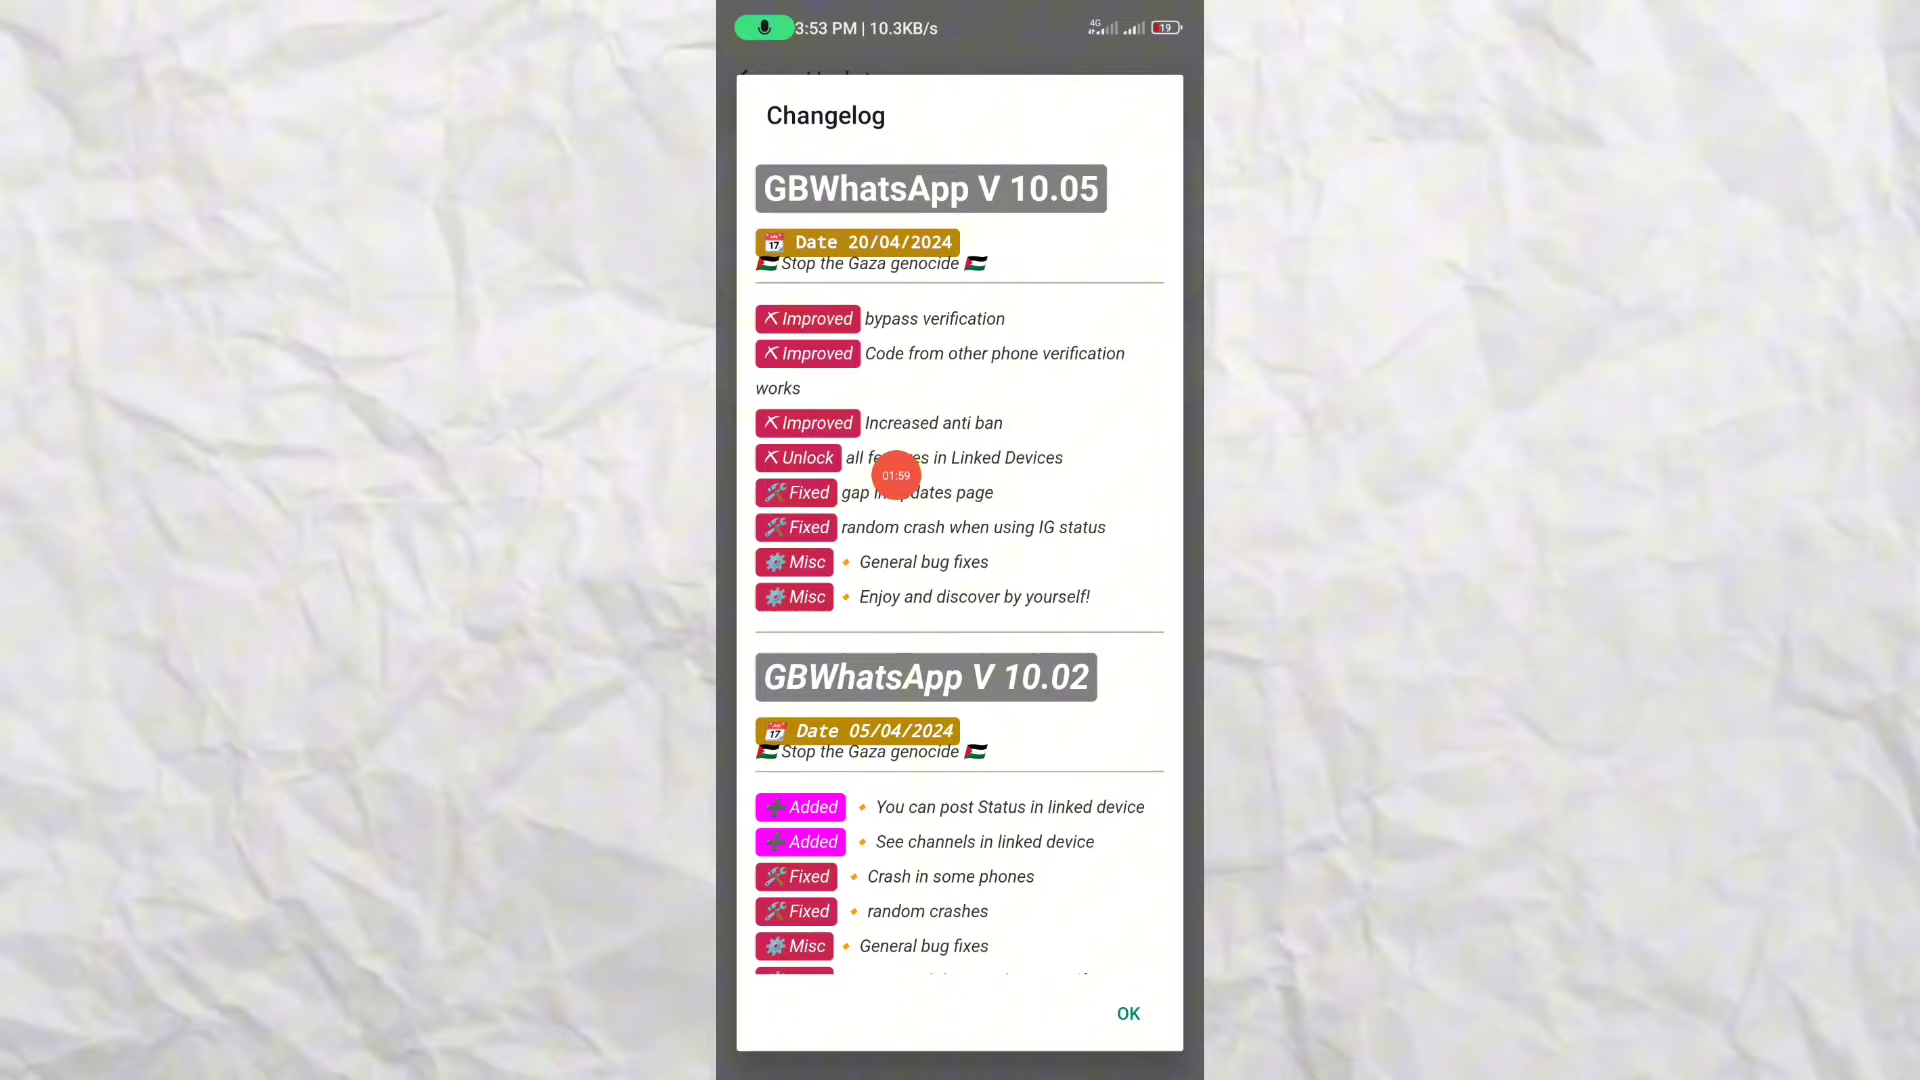 3:53 PM | 10.3KB/s
4G
19
Changelog
GBWhatsApp V 10.05
📅 Date 20/04/2024
🇵🇸 Stop the Gaza genocide 🇵🇸
⛏ Improved bypass verification
⛏ Improved Code from other phone verification
works
⛏ Improved Increased anti ban
⛏ Unlock all in Linked Devices
01:59
🛠 Fixed gap page
🛠 Fixed random crash when using IG status
⚙️ Misc 🔸 General bug fixes
⚙️ Misc 🔸 Enjoy and discover by yourself!
GBWhatsApp V 10.02
📅 Date 05/04/2024
🇵🇸 Stop the Gaza genocide 🇵🇸
➕ Added 🔸 You can post Status in linked device
➕ Added 🔸 See channels in linked device
🛠 Fixed 🔸 Crash in some phones
🛠 Fixed 🔸 random crashes
⚙️ Misc 🔸 General bug fixes
OK